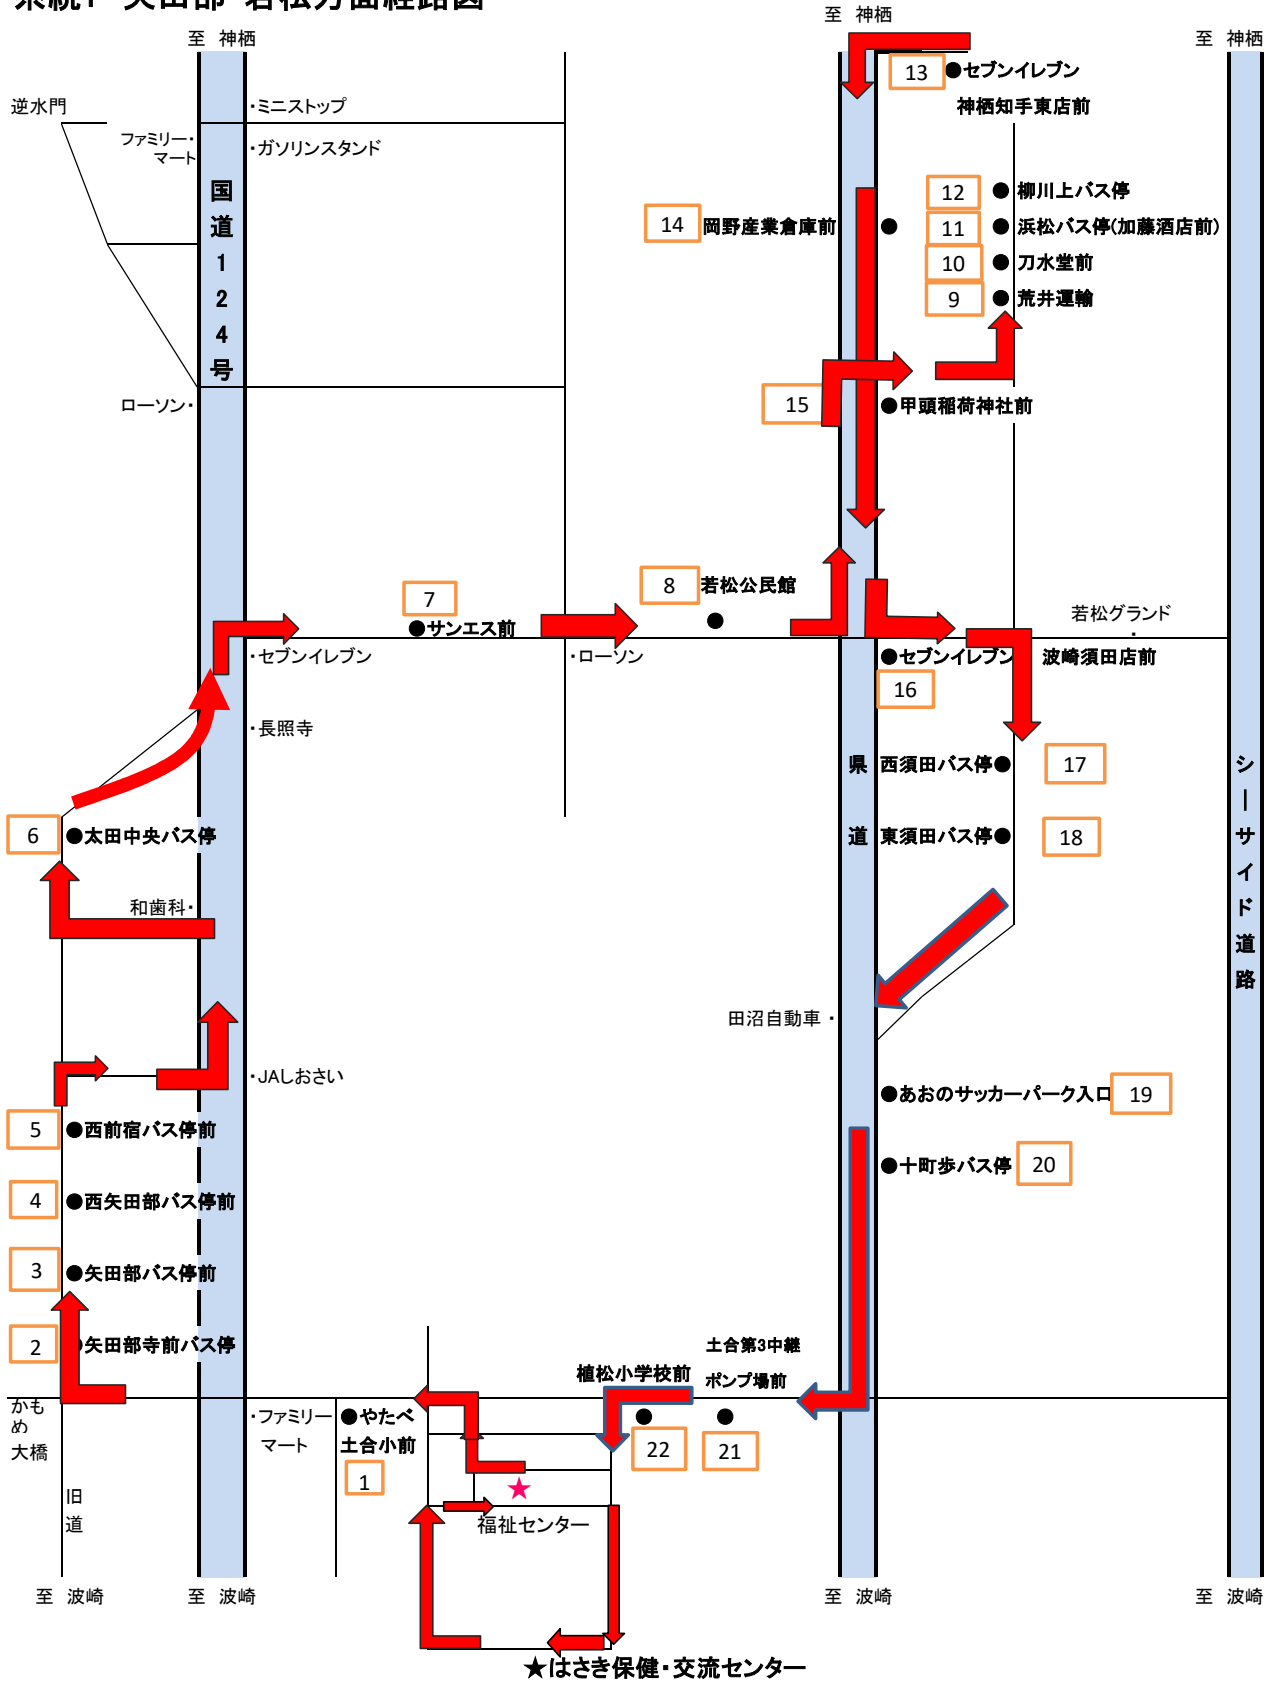 系統1 矢田部・若松方面経路図
至 神栖
至 神栖
至 神栖
13
●セブンイレブン
神栖知手東店前
逆水門
・ミニストップ
ファミリー・
マート
・ガソリンスタンド
国道124号
12
●柳川上バス停
14
岡野産業倉庫前
●
11
●浜松バス停(加藤酒店前)
10
●刀水堂前
9
●荒井運輸
ローソン・
15
●甲頭稲荷神社前
7
●サンエス前
8
若松公民館
●
若松グランド
・
・セブンイレブン
・ローソン
●セブンイレブン 波崎須田店前
16
・長照寺
県道
西須田バス停●
17
シーサイド道路
6
●太田中央バス停
東須田バス停●
18
和歯科・
田沼自動車・
・JAしおさい
●あおのサッカーパーク入口
19
5
●西前宿バス停前
●十町歩バス停
20
4
●西矢田部バス停前
3
●矢田部バス停前
2
●矢田部寺前バス停
土合第3中継
ポンプ場前
植松小学校前
かもめ
大橋
・ファミリー
マート
●やたべ
土合小前
1
●
22
●
21
★
旧道
福祉センター
至 波崎
至 波崎
至 波崎
至 波崎
★はさき保健・交流センター